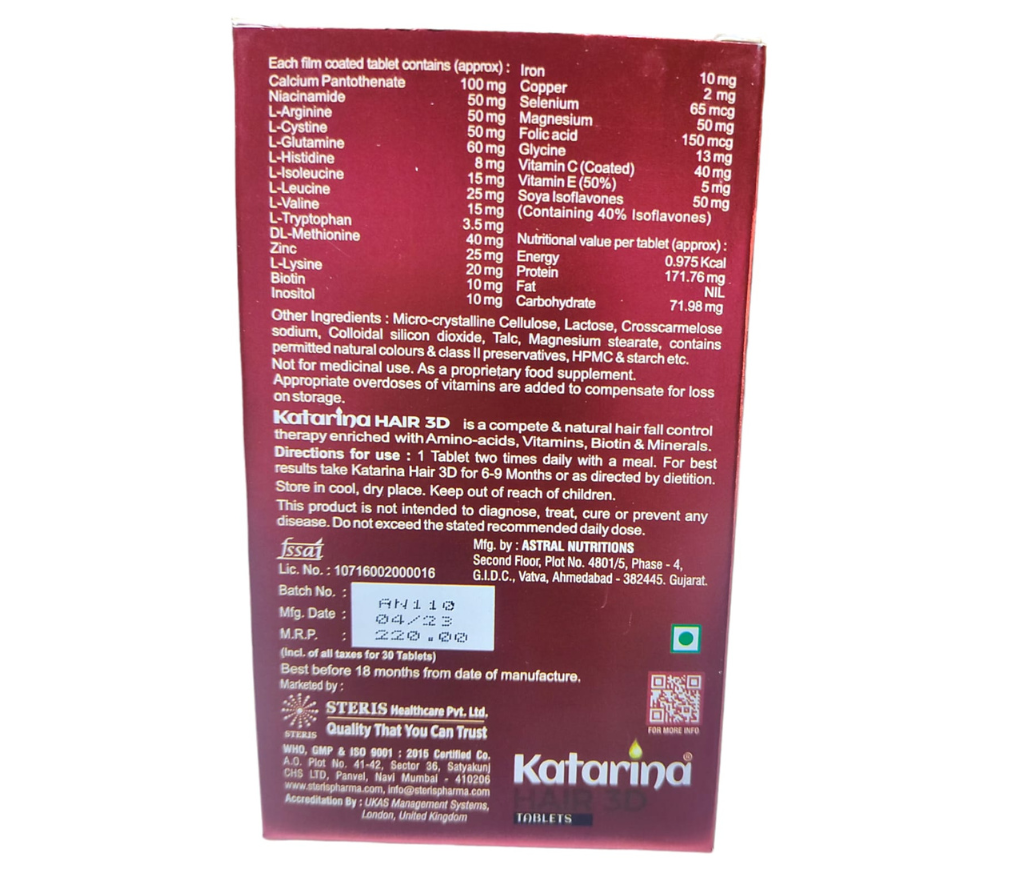 Each film coated tablet contains (approx) :
Calcium Pantothenate 100 mg
Niacinamide 50 mg
L-Arginine 50 mg
L-Cystine 50 mg
L-Glutamine 60 mg
L-Histidine 8 mg
L-Isoleucine 15 mg
L-Leucine 25 mg
L-Valine 15 mg
L-Tryptophan 3.5 mg
DL-Methionine 40 mg
Zinc 25 mg
L-Lysine 20 mg
Biotin 10 mg
Inositol 10 mg
Iron 10 mg
Copper 2 mg
Selenium 65 mcg
Magnesium 50 mg
Folic acid 150 mcg
Glycine 13 mg
Vitamin C (Coated) 40 mg
Vitamin E (50%) 5 mg
Soya Isoflavones 50 mg
(Containing 40% Isoflavones)
Nutritional value per tablet (approx) :
Energy 0.975 Kcal
Protein 171.76 mg
Fat NIL
Carbohydrate 71.98 mg
Other Ingredients : Micro-crystalline Cellulose, Lactose, Crosscarmelose
sodium, Colloidal silicon dioxide, Talc, Magnesium stearate, contains
permitted natural colours & class II preservatives, HPMC & starch etc.
Not for medicinal use. As a proprietary food supplement.
Appropriate overdoses of vitamins are added to compensate for loss
on storage.
Katarina HAIR 3D is a compete & natural hair fall control
therapy enriched with Amino-acids, Vitamins, Biotin & Minerals.
Directions for use : 1 Tablet two times daily with a meal. For best
results take Katarina Hair 3D for 6-9 Months or as directed by dietition.
Store in cool, dry place. Keep out of reach of children.
This product is not intended to diagnose, treat, cure or prevent any
disease. Do not exceed the stated recommended daily dose.
fssai
Lic. No. : 10716002000016
Mfg. by : ASTRAL NUTRITIONS
Second Floor, Plot No. 4801/5, Phase - 4,
G.I.D.C., Vatva, Ahmedabad - 382445. Gujarat.
Batch No. : AN110
Mfg. Date : 04/23
M.R.P. : 220.00
(Incl. of all taxes for 30 Tablets)
Best before 18 months from date of manufacture.
Marketed by :
STERIS Healthcare Pvt. Ltd.
Quality That You Can Trust
STERIS
WHO, GMP & ISO 9001 : 2015 Certified Co.
A.O. Plot No. 41-42, Sector 36, Satyakunj
CHS LTD, Panvel, Navi Mumbai - 410206
www.sterispharma.com, info@sterispharma.com
Accreditation By : UKAS Management Systems,
London, United Kingdom
FOR MORE INFO
Katarina®
HAIR 3D
TABLETS